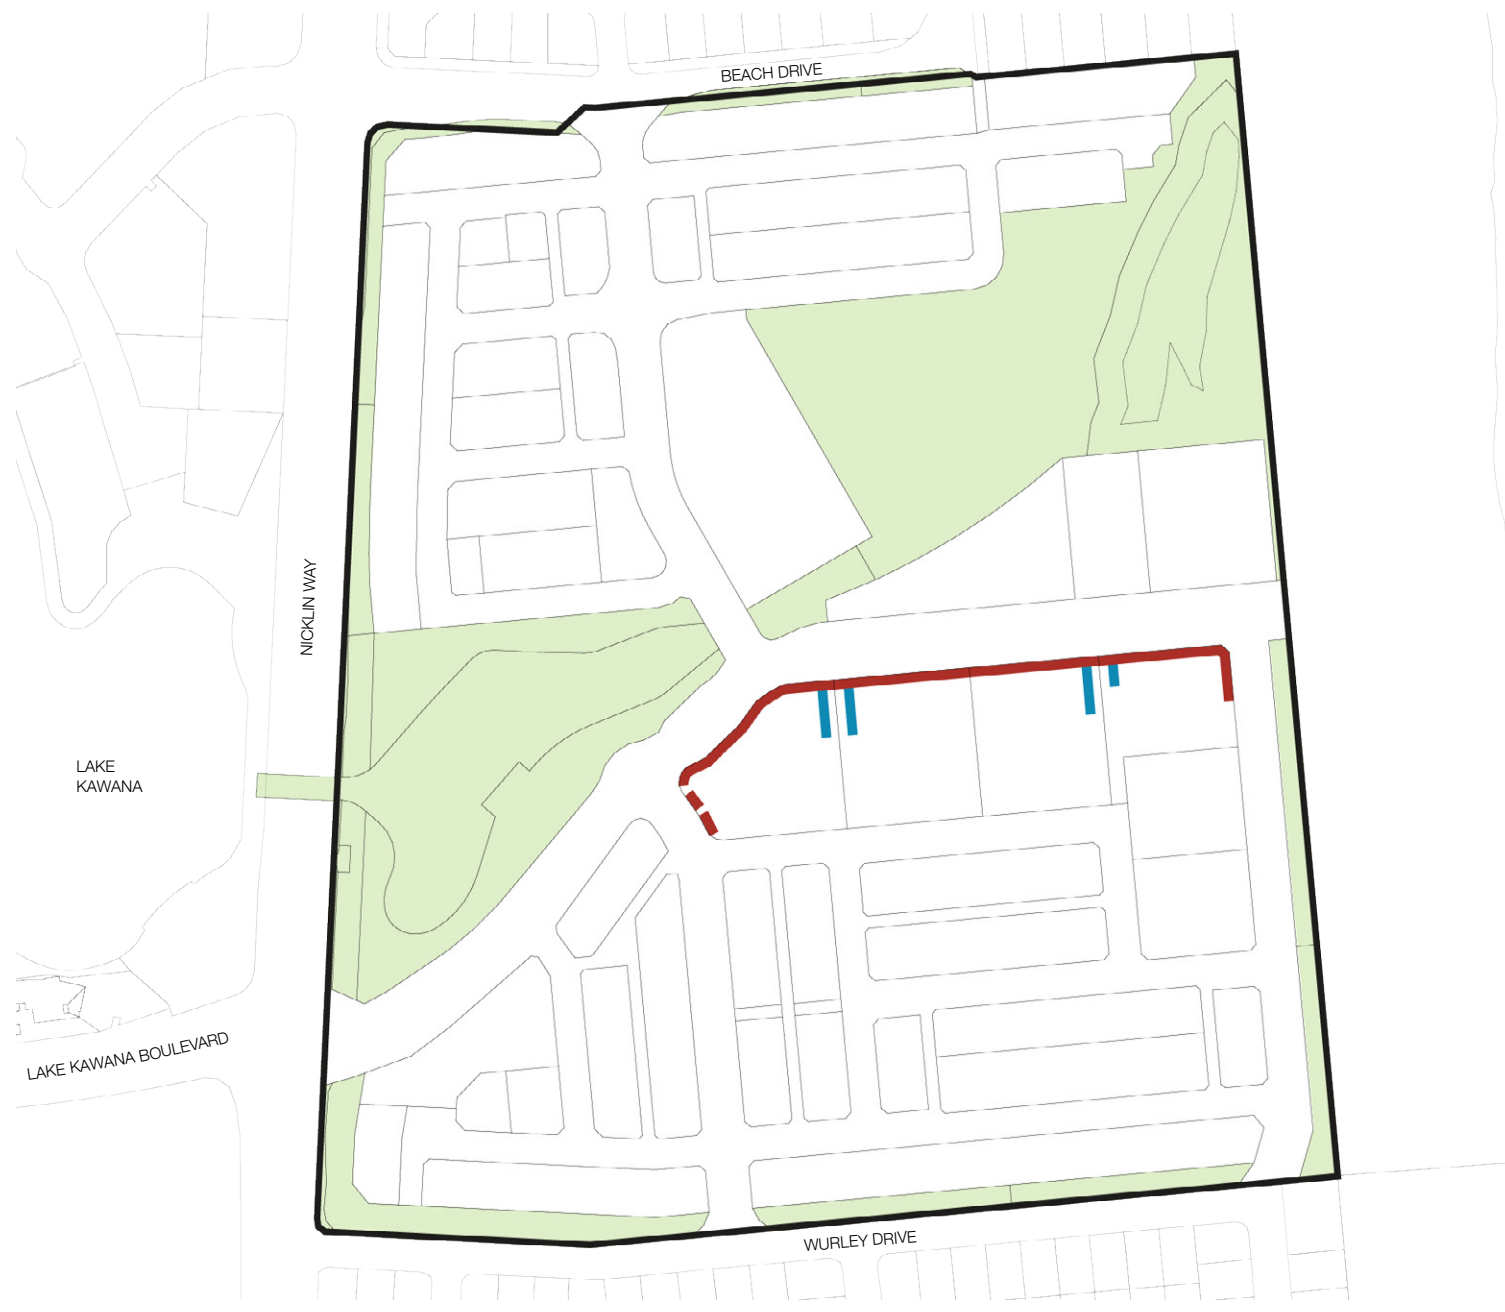 BEACH DRIVE
NICKLIN WAY
LAKE
KAWANA
LAKE KAWANA BOULEVARD
WURLEY DRIVE